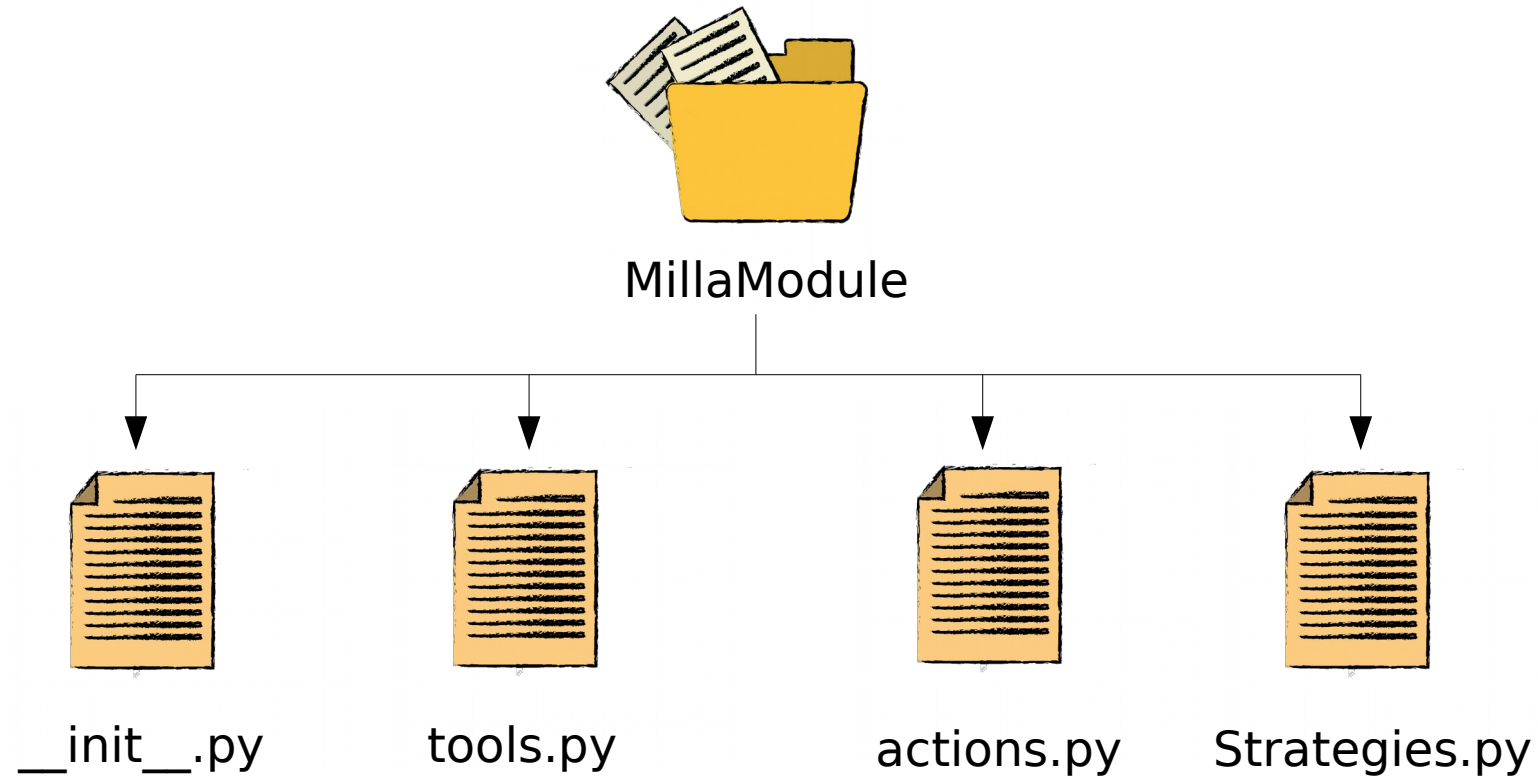 MillaModule
__init__.py
tools.py
actions.py
Strategies.py